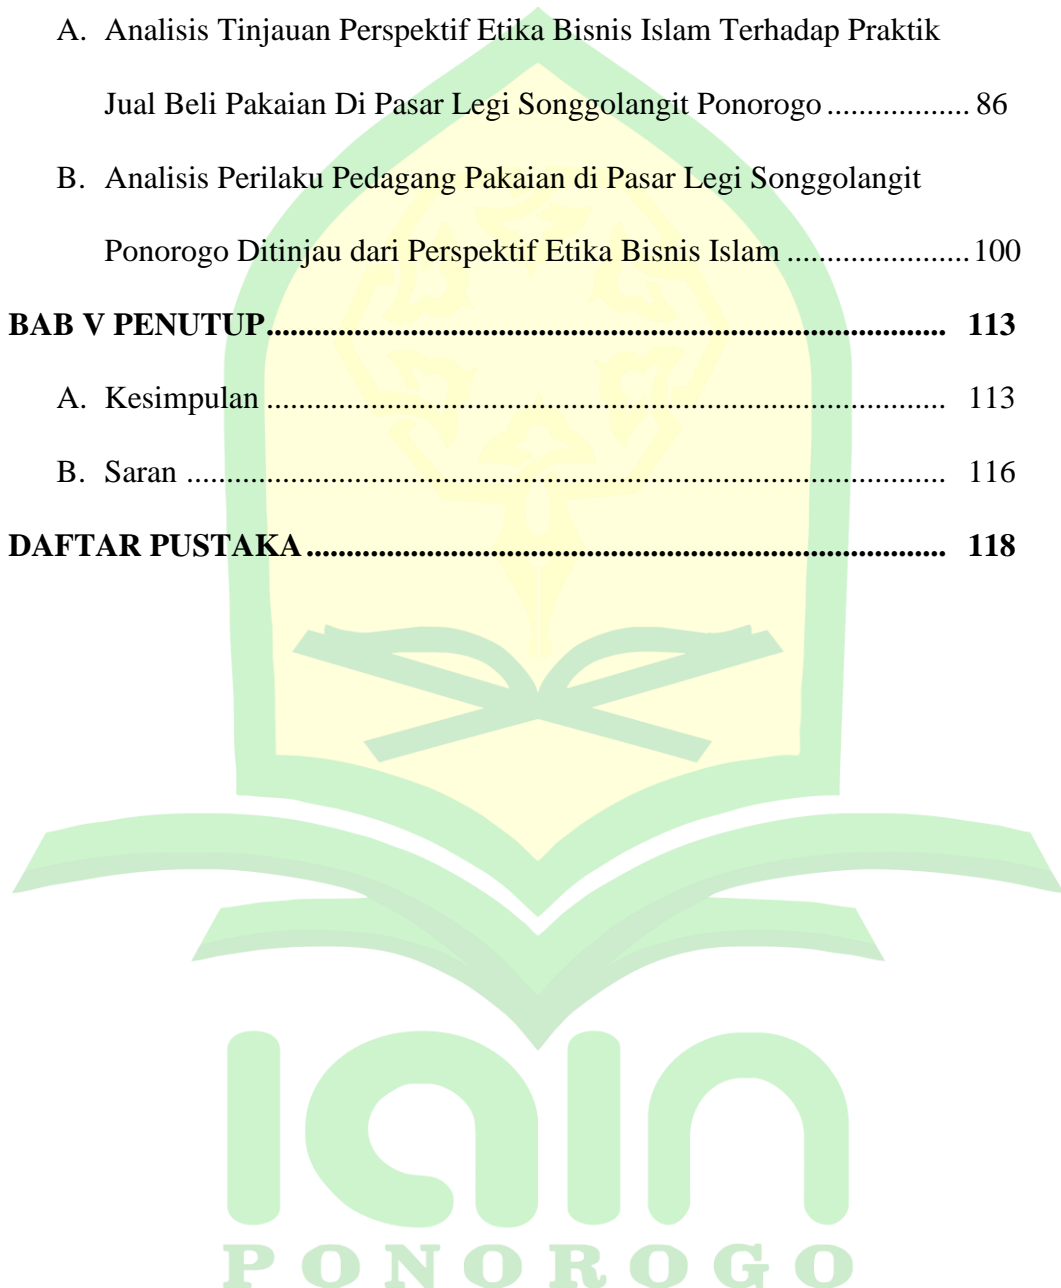 A. Analisis Tinjauan Perspektif Etika Bisnis Islam Terhadap Praktik
Jual Beli Pakaian Di Pasar Legi Songgolangit Ponorogo ................. 86
B. Analisis Perilaku Pedagang Pakaian di Pasar Legi Songgolangit
Ponorogo Ditinjau dari Perspektif Etika Bisnis Islam ...................... 100
BAB V PENUTUP...................................................................................... 113
A. Kesimpulan ..................................................................................... 113
B. Saran ............................................................................................... 116
DAFTAR PUSTAKA ................................................................................ 118
iain
PONOROGO